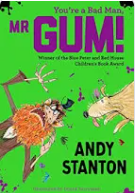 You're a Bad Man,
MR
GUM!
Winner of the Blue Peter and Red House
Children's Book Award
ANDY
STANTON